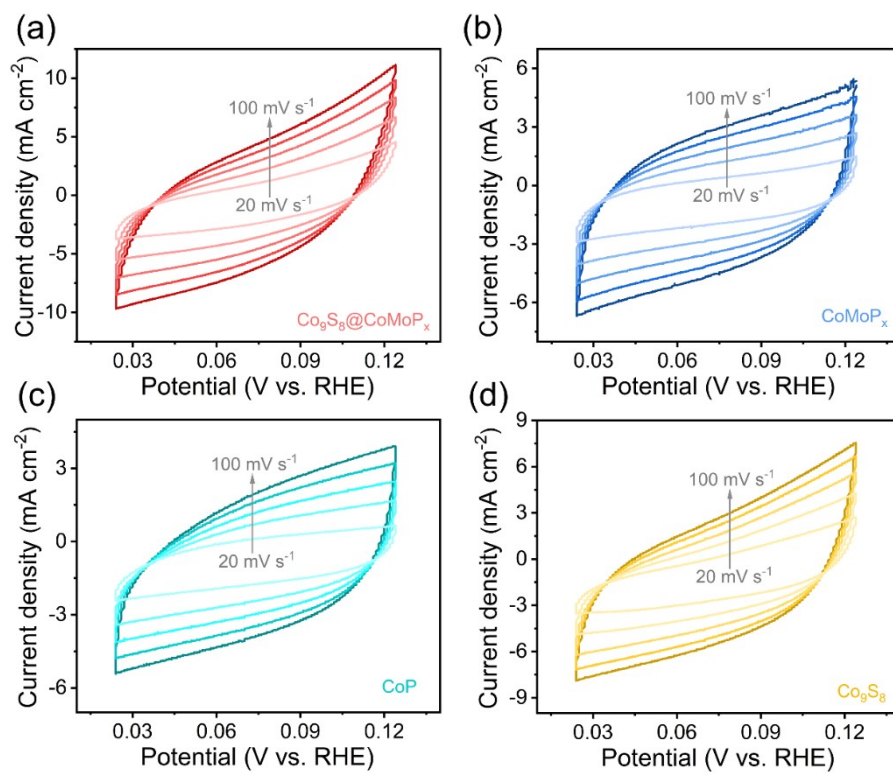 (a)
Current density (mA cm⁻²)
10
5
0
-5
-10
100 mV s⁻¹
20 mV s⁻¹
Co₉S₈@CoMoPₓ
0.03 0.06 0.09 0.12
Potential (V vs. RHE)
(b)
Current density (mA cm⁻²)
6
3
0
-3
-6
100 mV s⁻¹
20 mV s⁻¹
CoMoPₓ
0.03 0.06 0.09 0.12
Potential (V vs. RHE)
(c)
Current density (mA cm⁻²)
3
0
-3
-6
100 mV s⁻¹
20 mV s⁻¹
CoP
0.03 0.06 0.09 0.12
Potential (V vs. RHE)
(d)
Current density (mA cm⁻²)
9
6
3
0
-3
-6
-9
100 mV s⁻¹
20 mV s⁻¹
Co₉S₈
0.03 0.06 0.09 0.12
Potential (V vs. RHE)